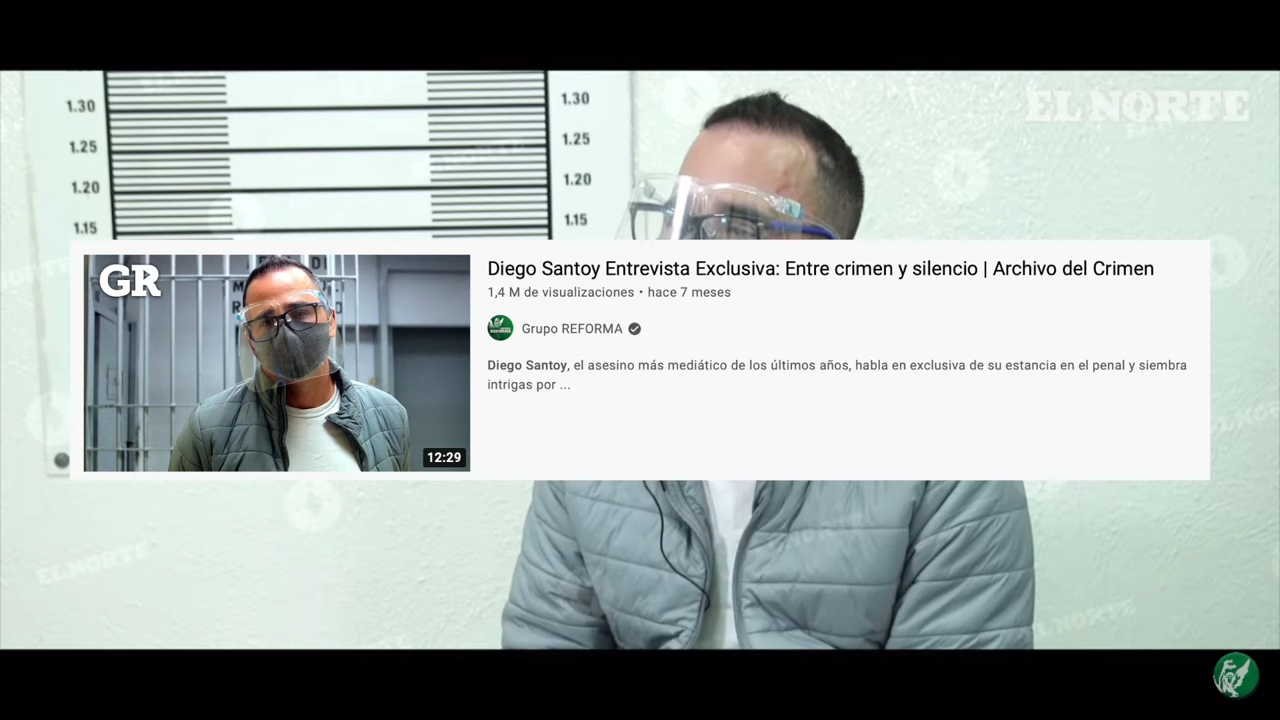 1.30
1.30
EL NORTE
1.25
1.25
1.20
1.20
1.15
1.15
GR
Diego Santoy Entrevista Exclusiva: Entre crimen y silencio | Archivo del Crimen
1,4 M de visualizaciones • hace 7 meses
Grupo REFORMA
Diego Santoy, el asesino más mediático de los últimos años, habla en exclusiva de su estancia en el penal y siembra
intrigas por ...
12:29
EL NORTE